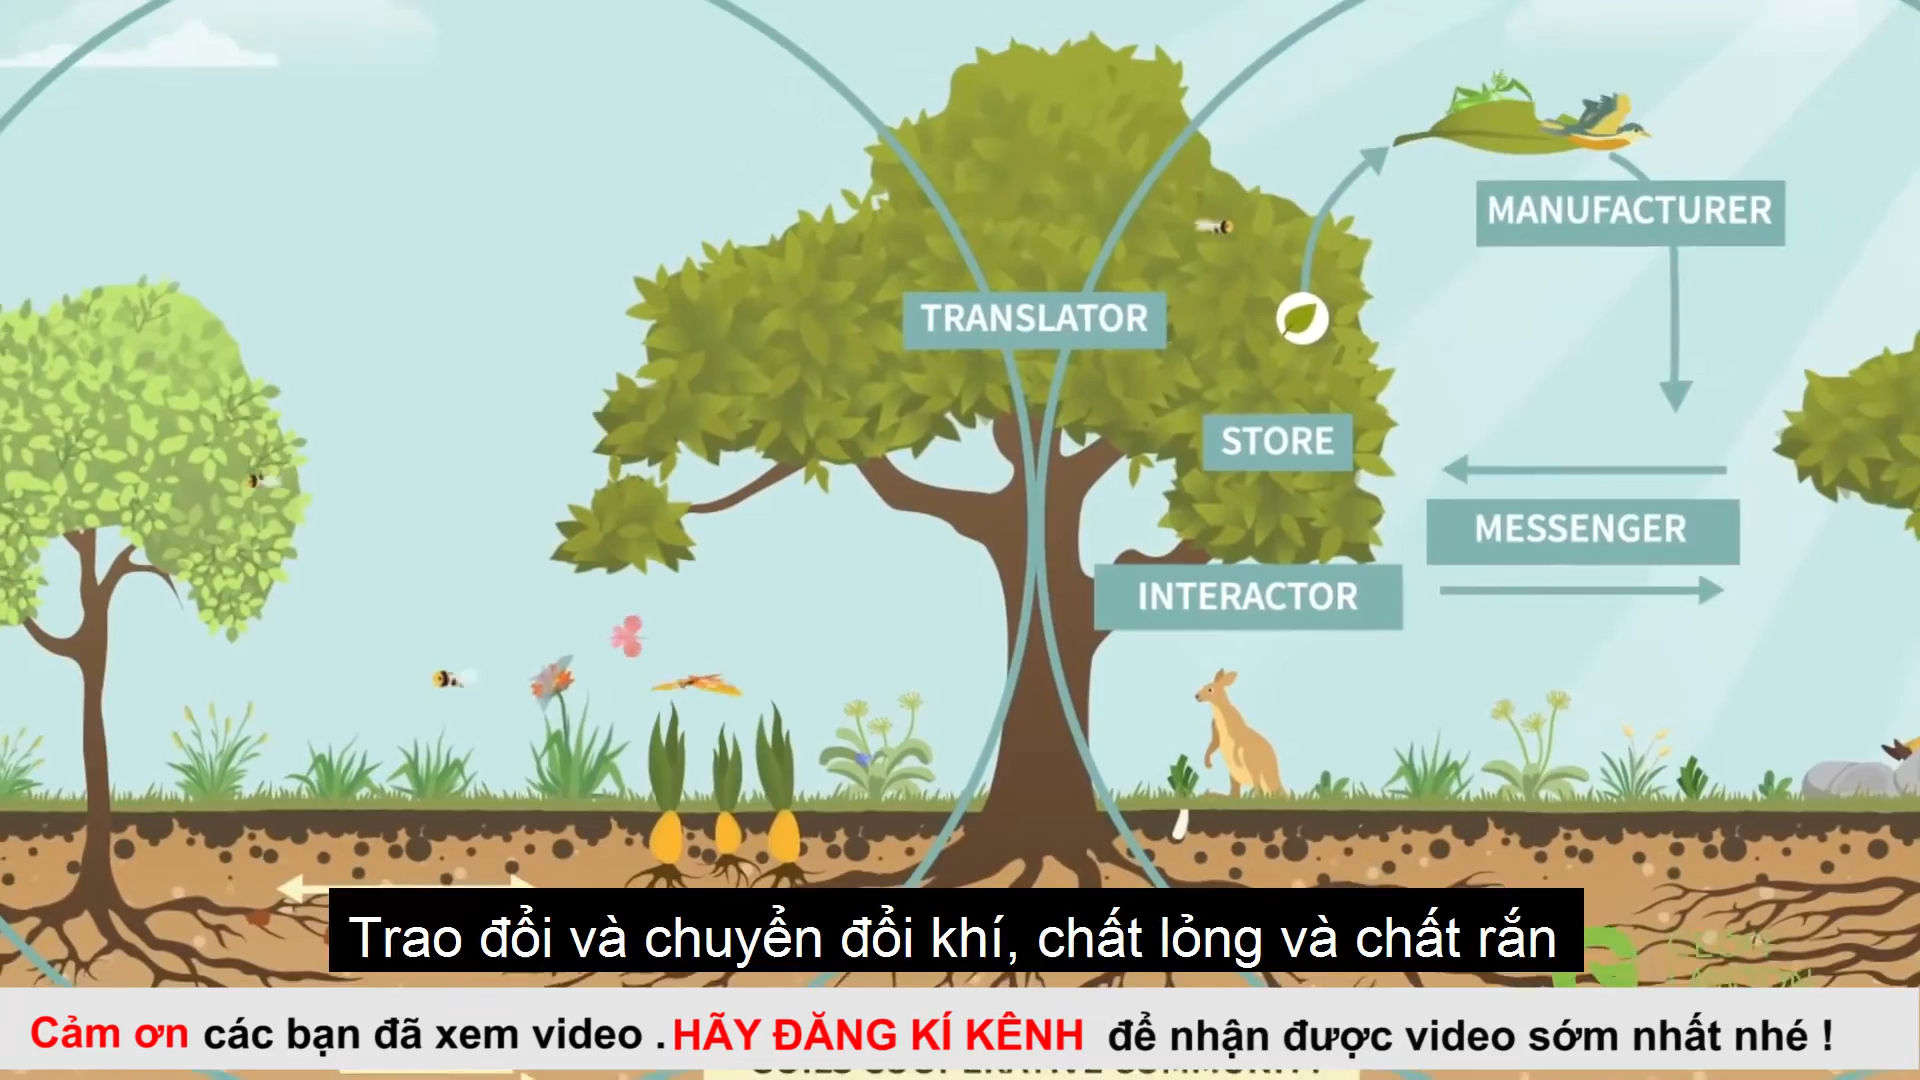 MANUFACTURER
TRANSLATOR
STORE
MESSENGER
INTERACTOR
Trao đổi và chuyển đổi khí, chất lỏng và chất rắn
Cảm ơn các bạn đã xem video . HÃY ĐĂNG KÍ KÊNH để nhận được video sớm nhất nhé !